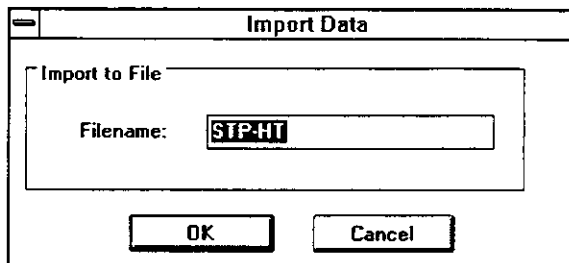 Import Data
Import to File
Filename: STP-HT
OK Cancel